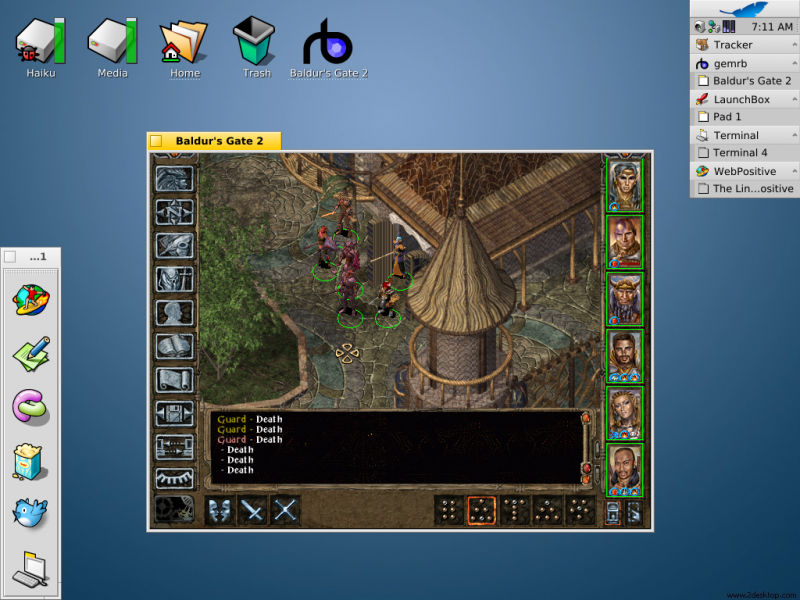 Haiku
Media
Home
Trash
Baldur's Gate 2
7:11 AM
Tracker
gemrb
Baldur's Gate 2
LaunchBox
Pad 1
Terminal
Terminal 4
WebPositive
The Lin...ositive
Baldur's Gate 2
...1
Guard - Death
Guard - Death
Guard - Death
- Death
- Death
- Death
www.2desktop.com